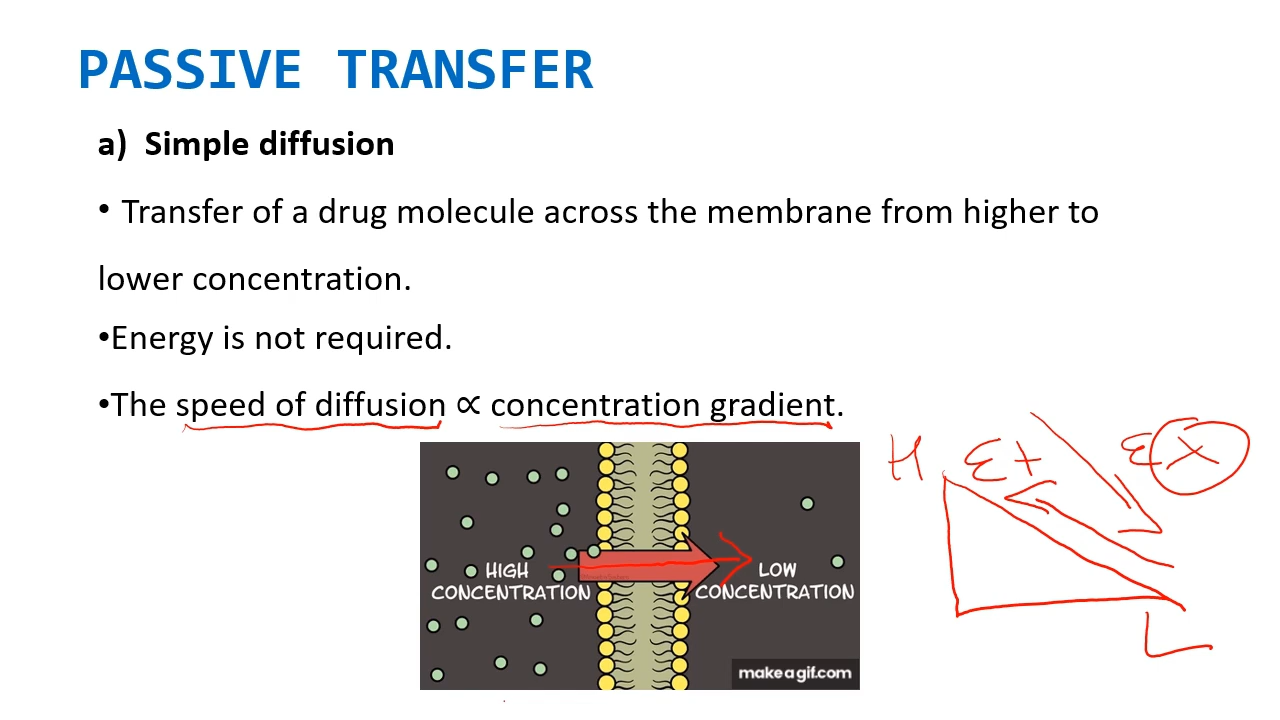 PASSIVE TRANSFER
a) Simple diffusion
• Transfer of a drug molecule across the membrane from higher to
lower concentration.
•Energy is not required.
•The speed of diffusion ∝ concentration gradient.
H E+ E X
HIGH
CONCENTRATION
LOW
CONCENTRATION
L
makeagif.com